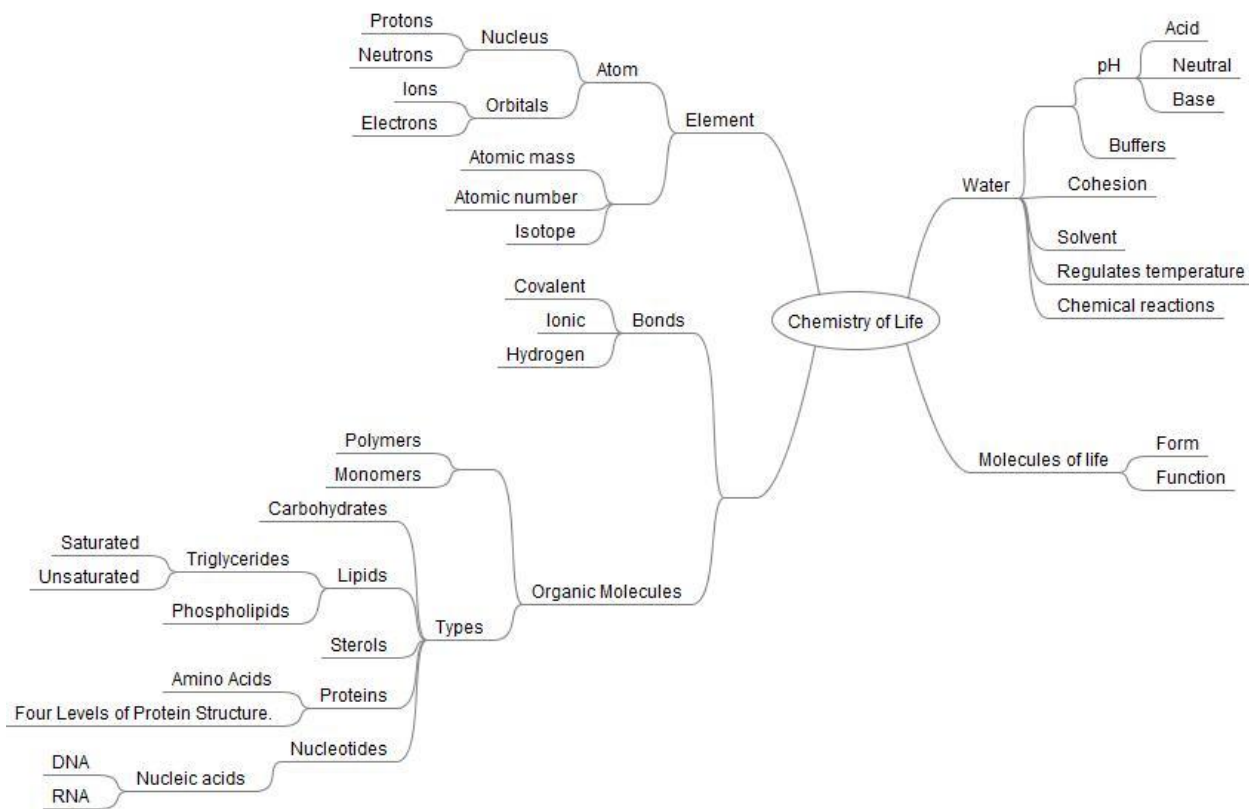 Protons
Nucleus
Neutrons
Atom
Ions
Orbitals
Electrons
Element
Atomic mass
Atomic number
Isotope
Covalent
Ionic
Bonds
Hydrogen
Polymers
Monomers
Carbohydrates
Saturated
Triglycerides
Unsaturated
Lipids
Phospholipids
Organic Molecules
Types
Sterols
Amino Acids
Proteins
Four Levels of Protein Structure.
Nucleotides
DNA
Nucleic acids
RNA
Chemistry of Life
Acid
pH
Neutral
Base
Buffers
Water
Cohesion
Solvent
Regulates temperature
Chemical reactions
Molecules of life
Form
Function